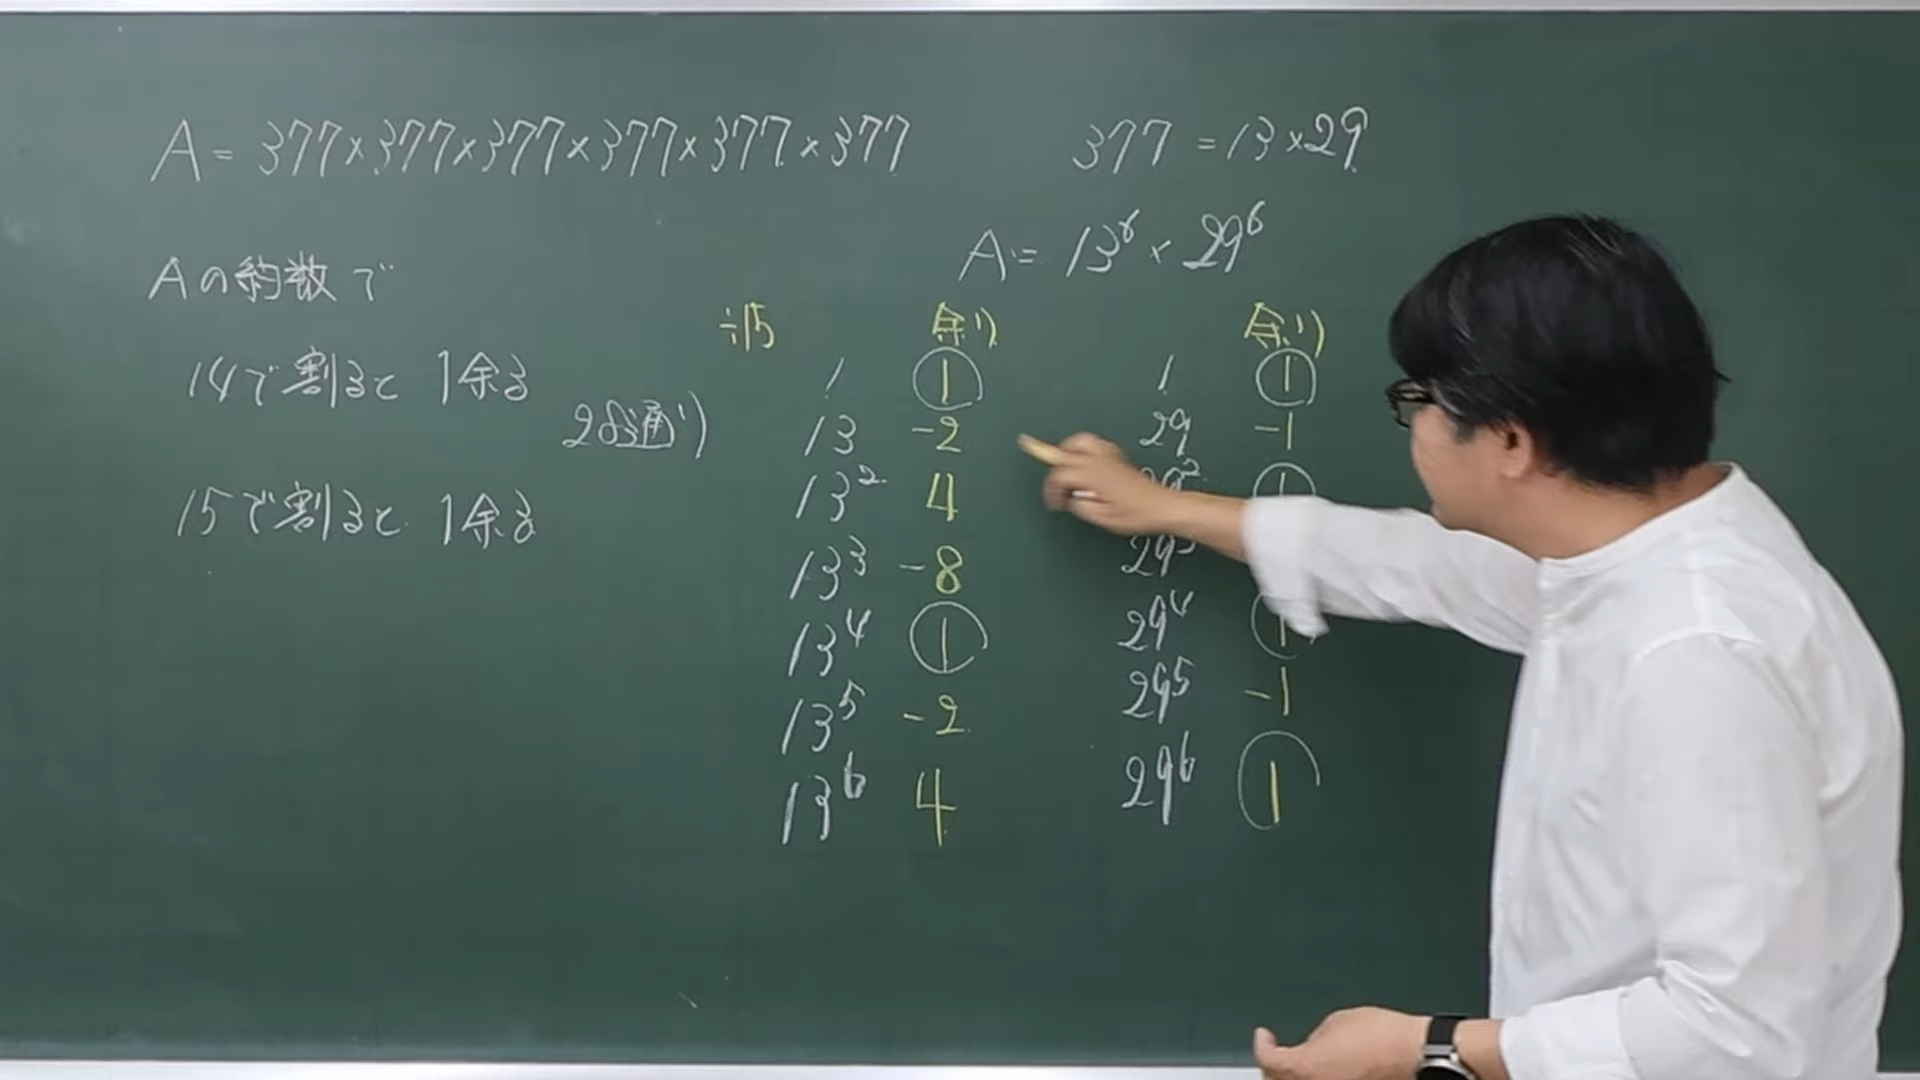 A = 377×377×377×377×377×377
377 = 13×29
A = 13⁶ × 29⁶
Aの約数で
14で割ると 1余る
28通り
15で割ると 1余る
÷15 余り 余り
1 1 1 1
13 -2 29 -1
13² 4 29² 1
13³ -8 29³
13⁴ 1 29⁴ 1
13⁵ -2 29⁵ -1
13⁶ 4 29⁶ 1